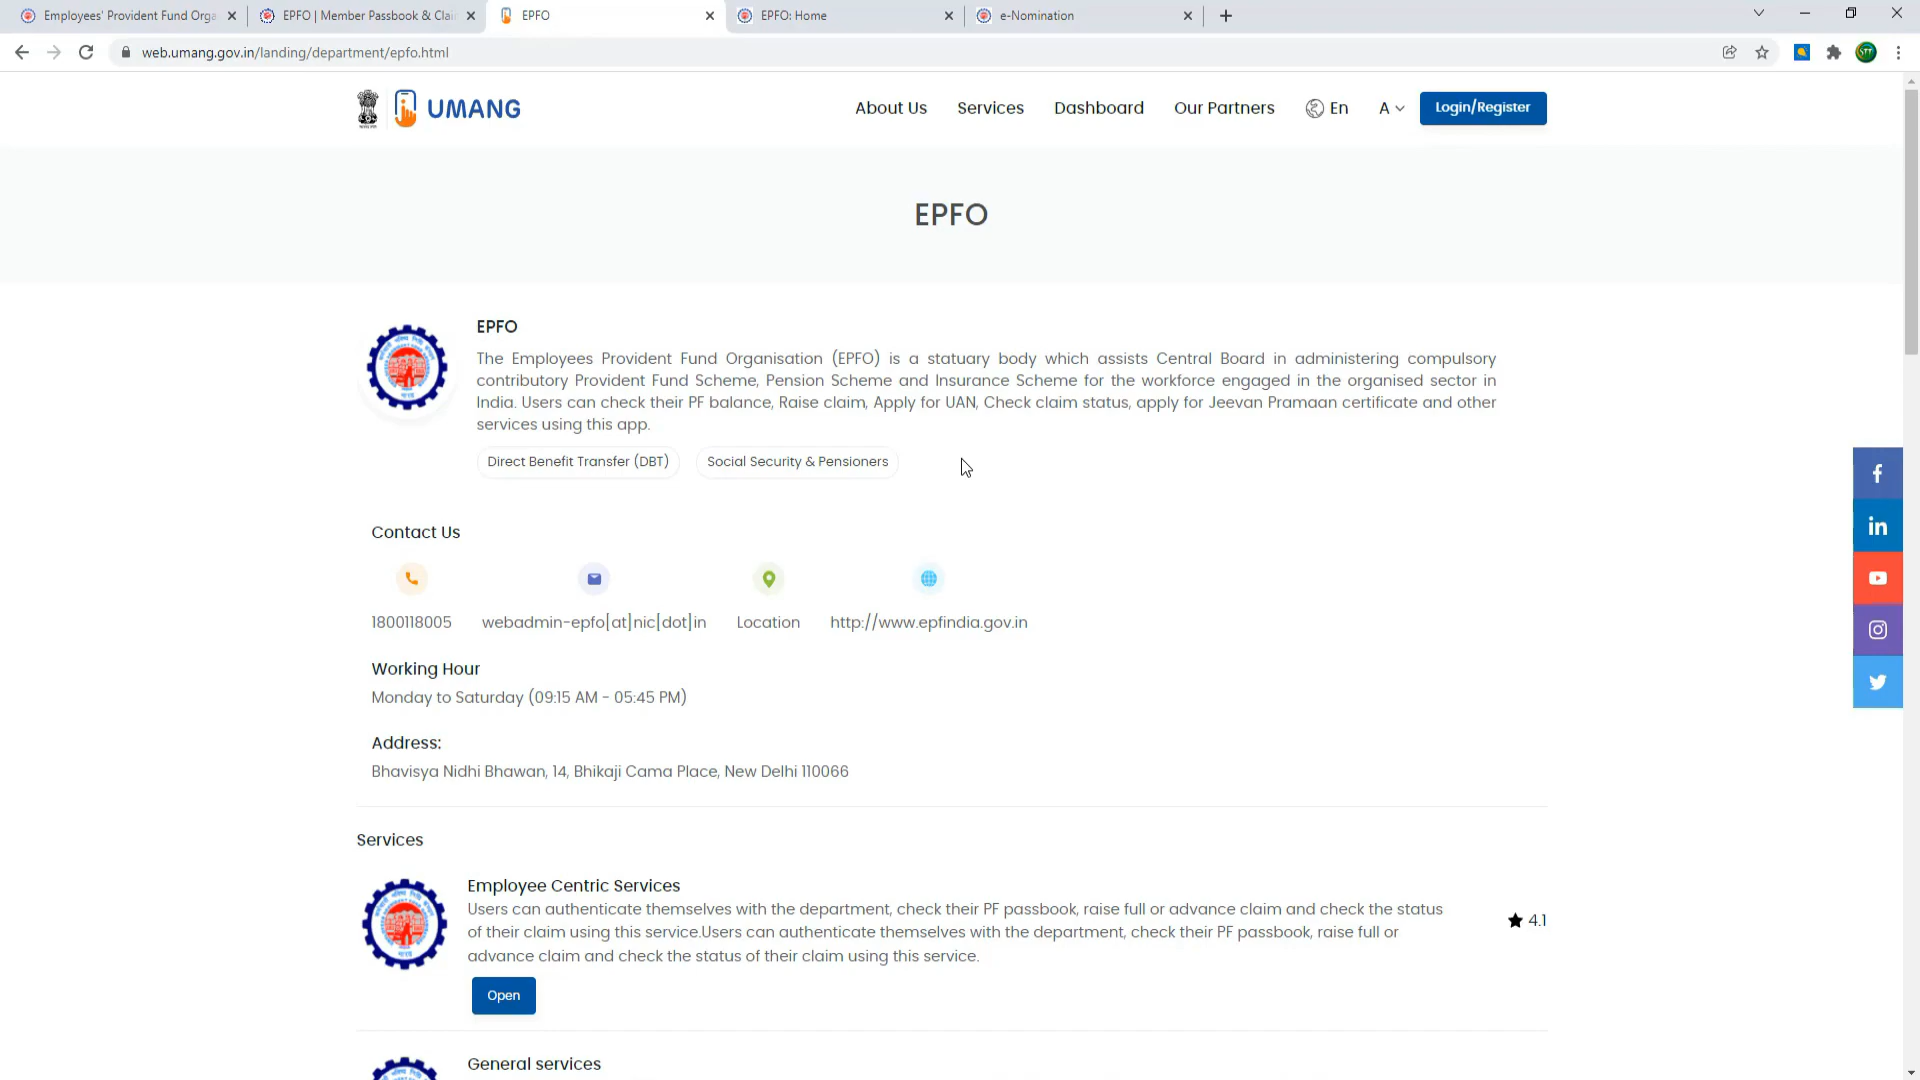 Employees' Provident Fund Orga
EPFO | Member Passbook & Clai
EPFO
EPFO: Home
e-Nomination
web.umang.gov.in/landing/department/epfo.html
UMANG
About Us
Services
Dashboard
Our Partners
En
A
Login/Register
EPFO
EPFO
The Employees Provident Fund Organisation (EPFO) is a statuary body which assists Central Board in administering compulsory
contributory Provident Fund Scheme, Pension Scheme and Insurance Scheme for the workforce engaged in the organised sector in
India. Users can check their PF balance, Raise claim, Apply for UAN, Check claim status, apply for Jeevan Pramaan certificate and other
services using this app.
Direct Benefit Transfer (DBT)
Social Security & Pensioners
Contact Us
1800118005
webadmin-epfo[at]nic[dot]in
Location
http://www.epfindia.gov.in
Working Hour
Monday to Saturday (09:15 AM - 05:45 PM)
Address:
Bhavisya Nidhi Bhawan, 14, Bhikaji Cama Place, New Delhi 110066
Services
Employee Centric Services
Users can authenticate themselves with the department, check their PF passbook, raise full or advance claim and check the status
of their claim using this service.Users can authenticate themselves with the department, check their PF passbook, raise full or
advance claim and check the status of their claim using this service.
4.1
Open
General services